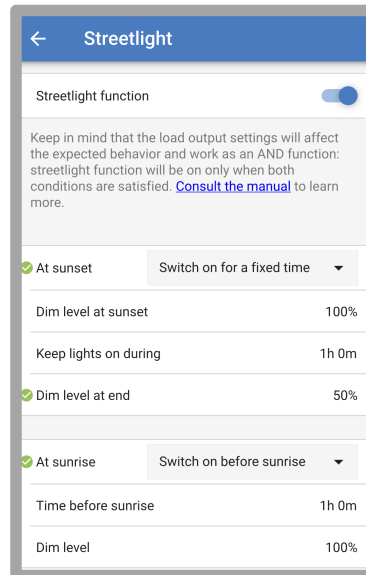 Streetlight
Streetlight function
Keep in mind that the load output settings will affect
the expected behavior and work as an AND function:
streetlight function will be on only when both
conditions are satisfied. Consult the manual to learn
more.
At sunset Switch on for a fixed time
Dim level at sunset 100%
Keep lights on during 1h 0m
Dim level at end 50%
At sunrise Switch on before sunrise
Time before sunrise 1h 0m
Dim level 100%